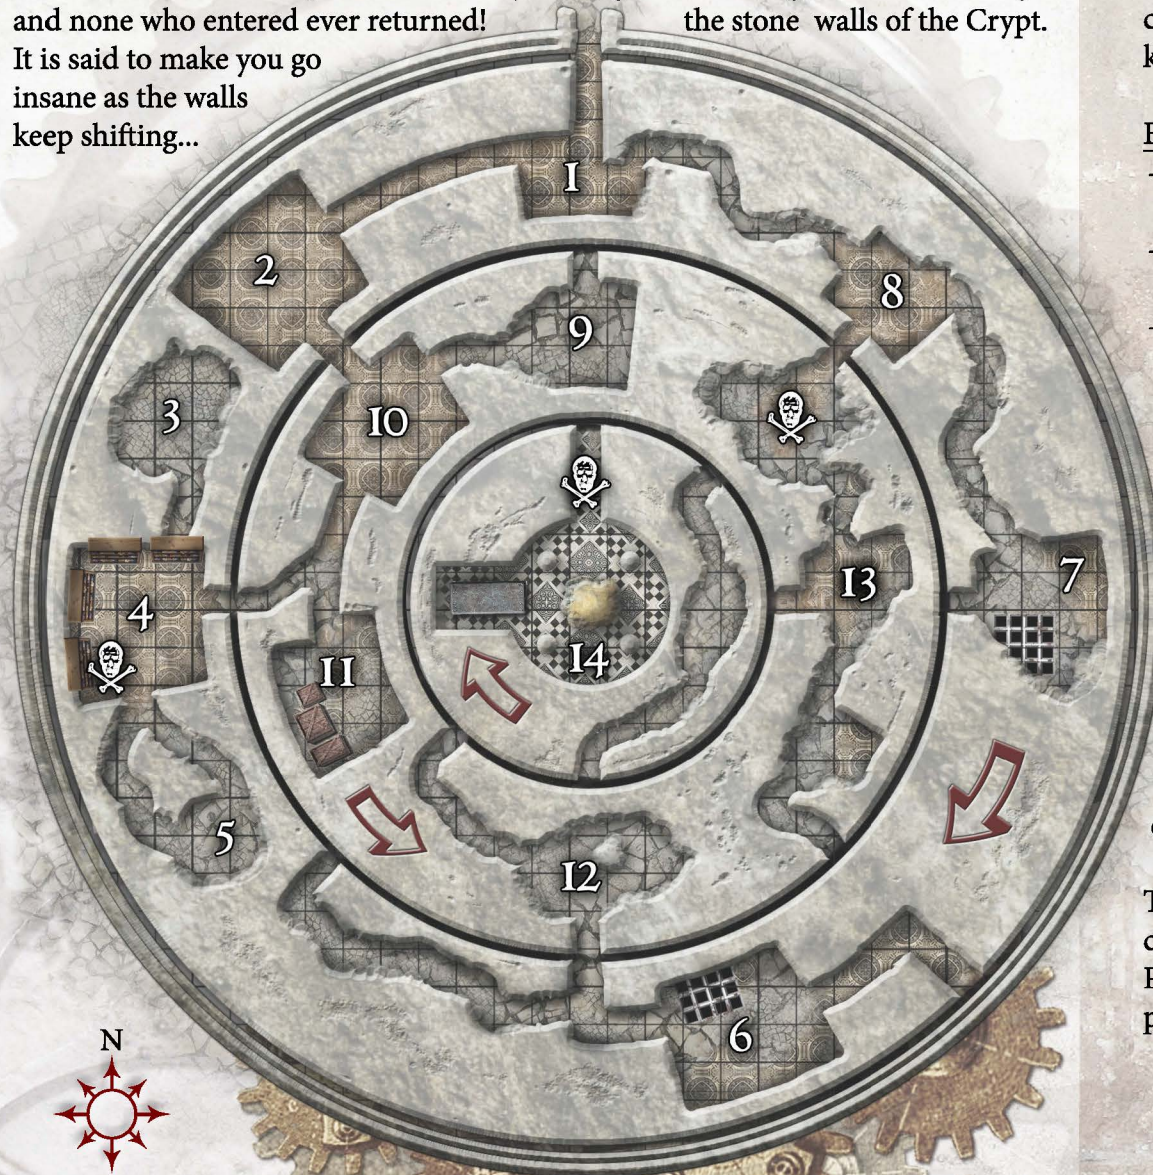 and none who entered ever returned!
It is said to make you go
insane as the walls
keep shifting...
the stone walls of the Crypt.
1
2
8
9
3
10
4
13
7
11
14
5
12
6
N